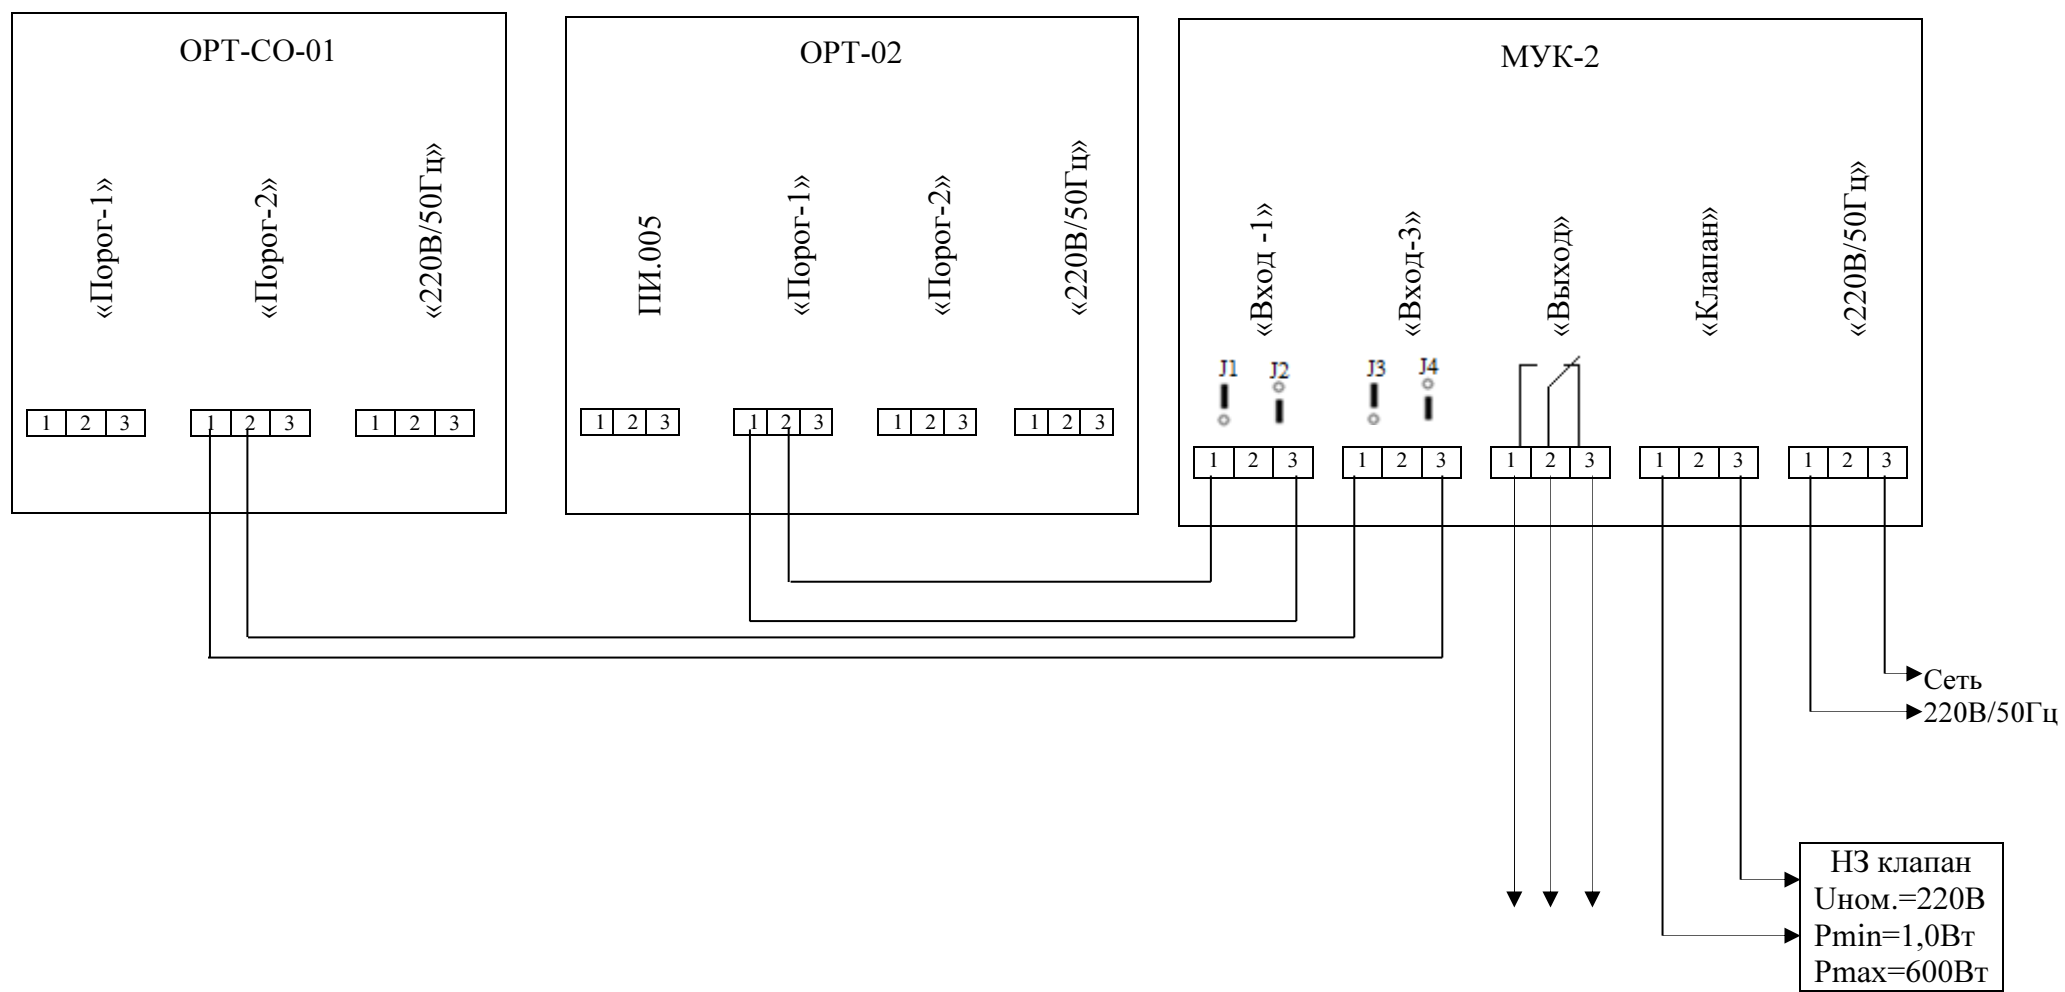 ОРТ-СО-01
«Порог-1»
«Порог-2»
«220В/50Гц»
1 2 3
1 2 3
1 2 3
ОРТ-02
ПИ.005
«Порог-1»
«Порог-2»
«220В/50Гц»
1 2 3
1 2 3
1 2 3
1 2 3
МУК-2
«Вход -1»
«Вход-3»
«Выход»
«Клапан»
«220В/50Гц»
J1
J2
J3
J4
1 2 3
1 2 3
1 2 3
1 2 3
1 2 3
Сеть
220В/50Гц
НЗ клапан
Uном.=220В
Pmin=1,0Вт
Pmax=600Вт